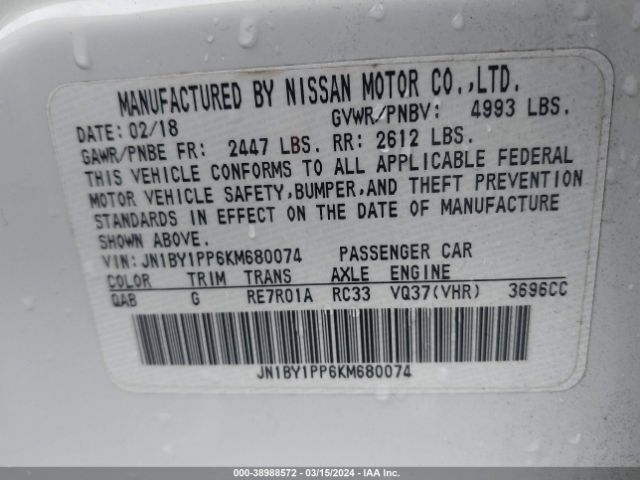 MANUFACTURED BY NISSAN MOTOR CO.,LTD.
DATE: 02/18 GVWR/PNBV: 4993 LBS.
GAWR/PNBE FR: 2447 LBS. RR: 2612 LBS.
THIS VEHICLE CONFORMS TO ALL APPLICABLE FEDERAL
MOTOR VEHICLE SAFETY,BUMPER,AND THEFT PREVENTION
STANDARDS IN EFFECT ON THE DATE OF MANUFACTURE
SHOWN ABOVE.
VIN: JN1BY1PP6KM680074 PASSENGER CAR
COLOR TRIM TRANS AXLE ENGINE
QAB G RE7R01A RC33 VQ37(VHR) 3696CC
JN1BY1PP6KM680074
000-38988572 / 03/15/2024 - IAA, Inc.